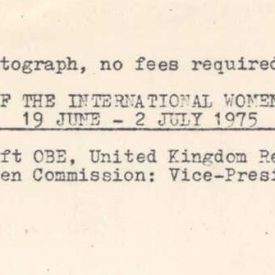 tograph, no fees required
F THE INTERNATIONAL WOMEN
19 JUNE - 2 JULY 1975
ft OBE, United Kingdom Re
en Commission: Vice-Presi